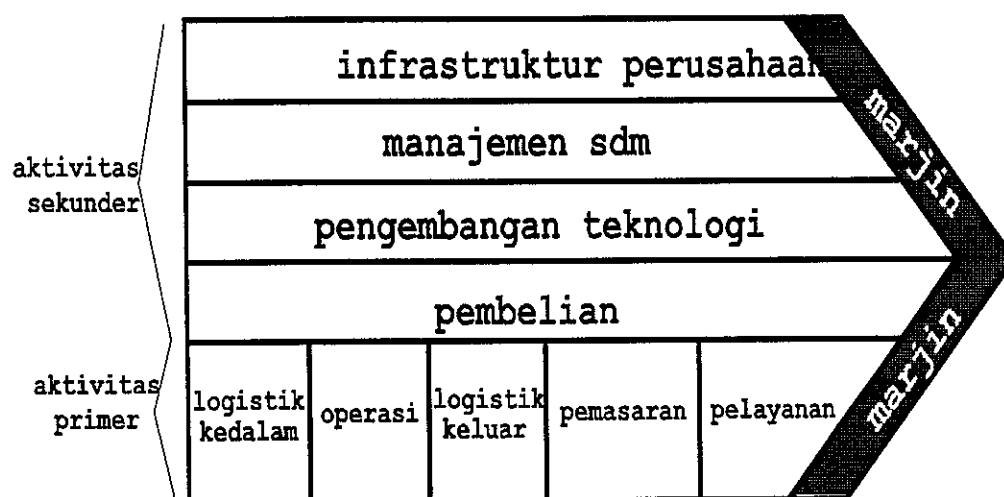 infrastruktur perusahaan
marjin
manajemen sdm
aktivitas
sekunder
pengembangan teknologi
pembelian
marjin
aktivitas
primer
logistik
kedalam
operasi
logistik
keluar
pemasaran
pelayanan